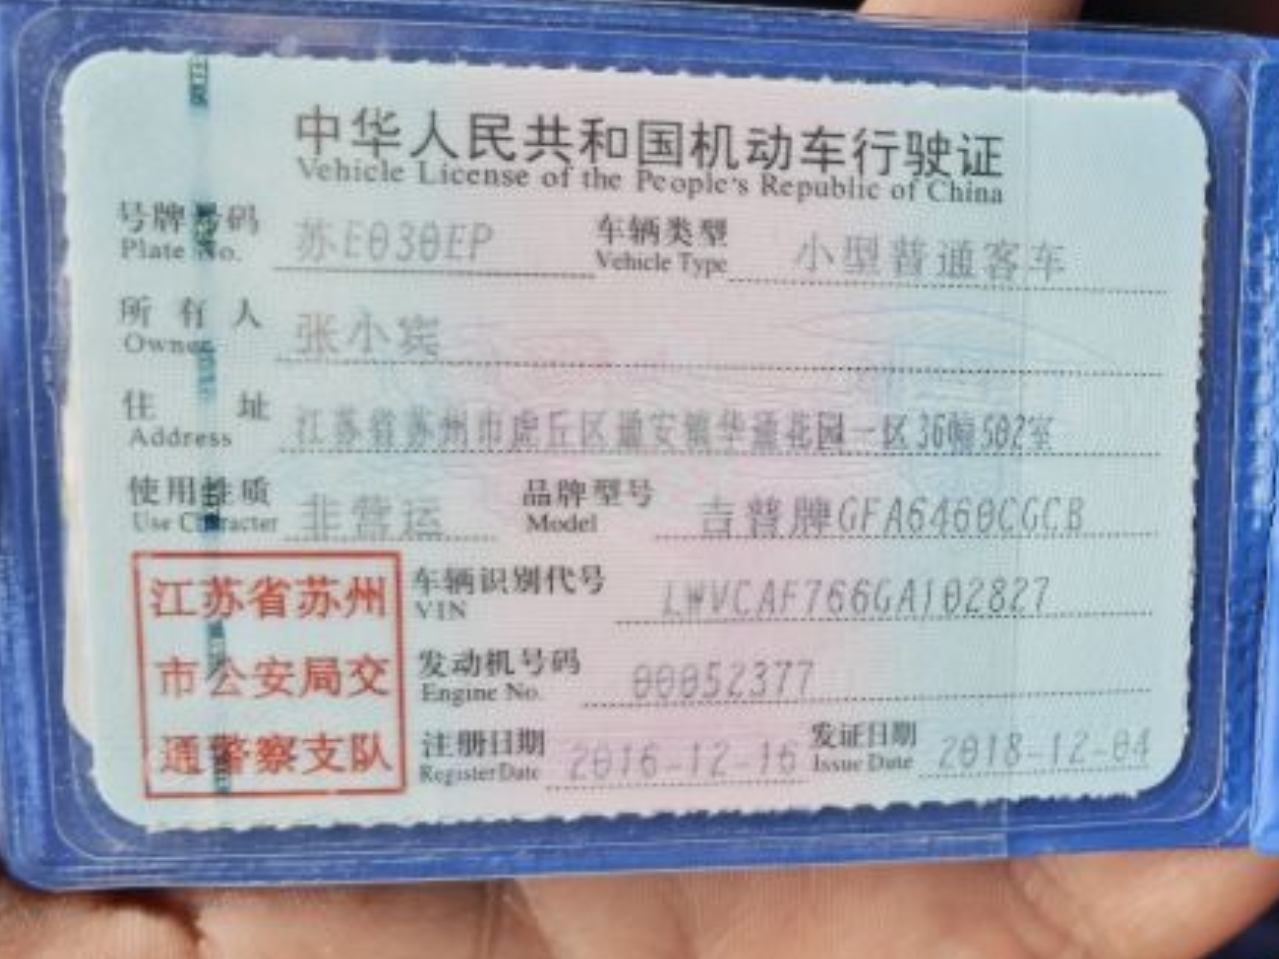 中华人民共和国机动车行驶证
Vehicle License of the People's Republic of China
号牌号码 苏E030EP 车辆类型 小型普通客车
Plate No. Vehicle Type
所有人 张小宾
Owner
住址 江苏省苏州市虎丘区通安镇华通花园一区36幢502室
Address
使用性质 非营运 品牌型号 吉普牌GFA6460CGCB
Use Character Model
江苏省苏州
市公安局交
通警察支队
车辆识别代号 LWVCAF766GA102827
VIN
发动机号码 00052377
Engine No.
注册日期 2016-12-16 发证日期 2018-12-04
Register Date Issue Date